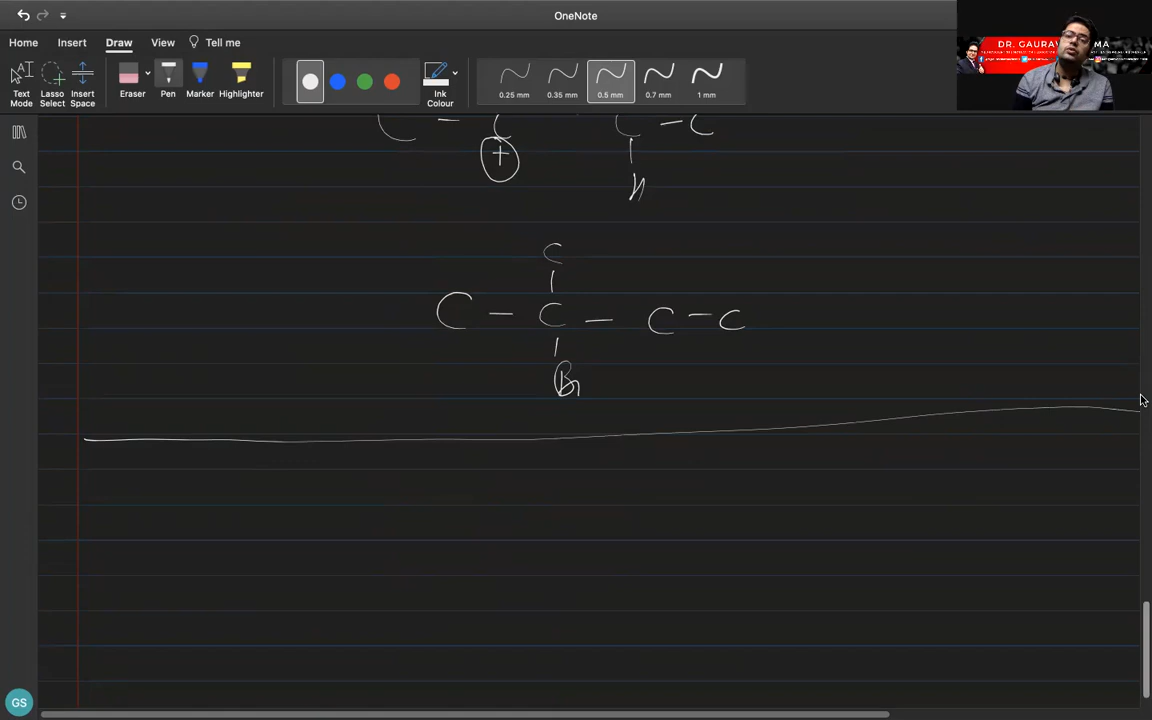 OneNote
Home Insert Draw View Tell me
DR. GAURAV MA
Text Mode
Lasso Select
Insert Space
Eraser
Pen
Marker
Highlighter
Ink Colour
0.25 mm
0.35 mm
0.5 mm
0.7 mm
1 mm
C – C C – C
+
H
C
C – C – C – C
Br
GS